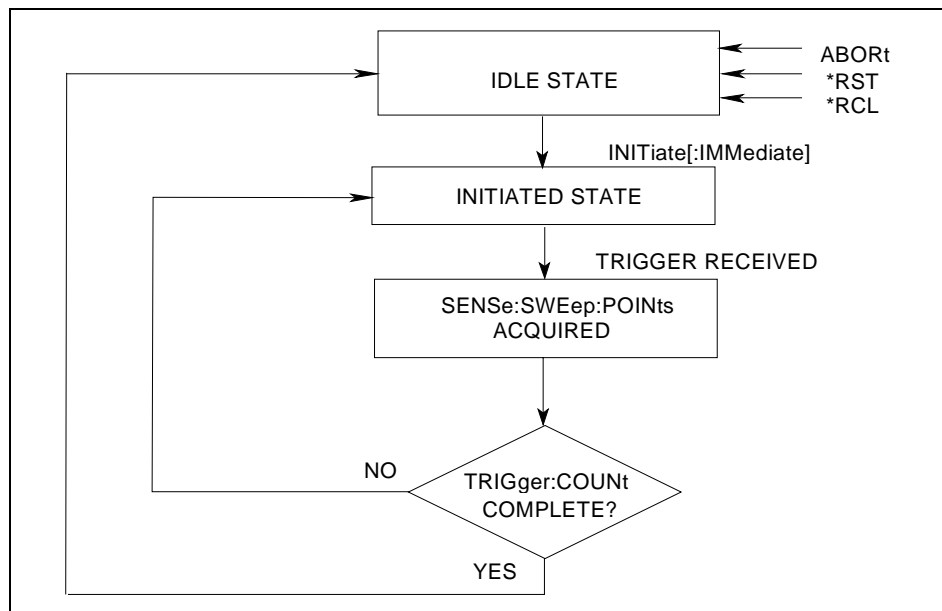 ABORt
IDLE STATE
*RST
*RCL
INITiate[:IMMediate]
INITIATED STATE
TRIGGER RECEIVED
SENSe:SWEep:POINts
ACQUIRED
NO
TRIGger:COUNt
COMPLETE?
YES